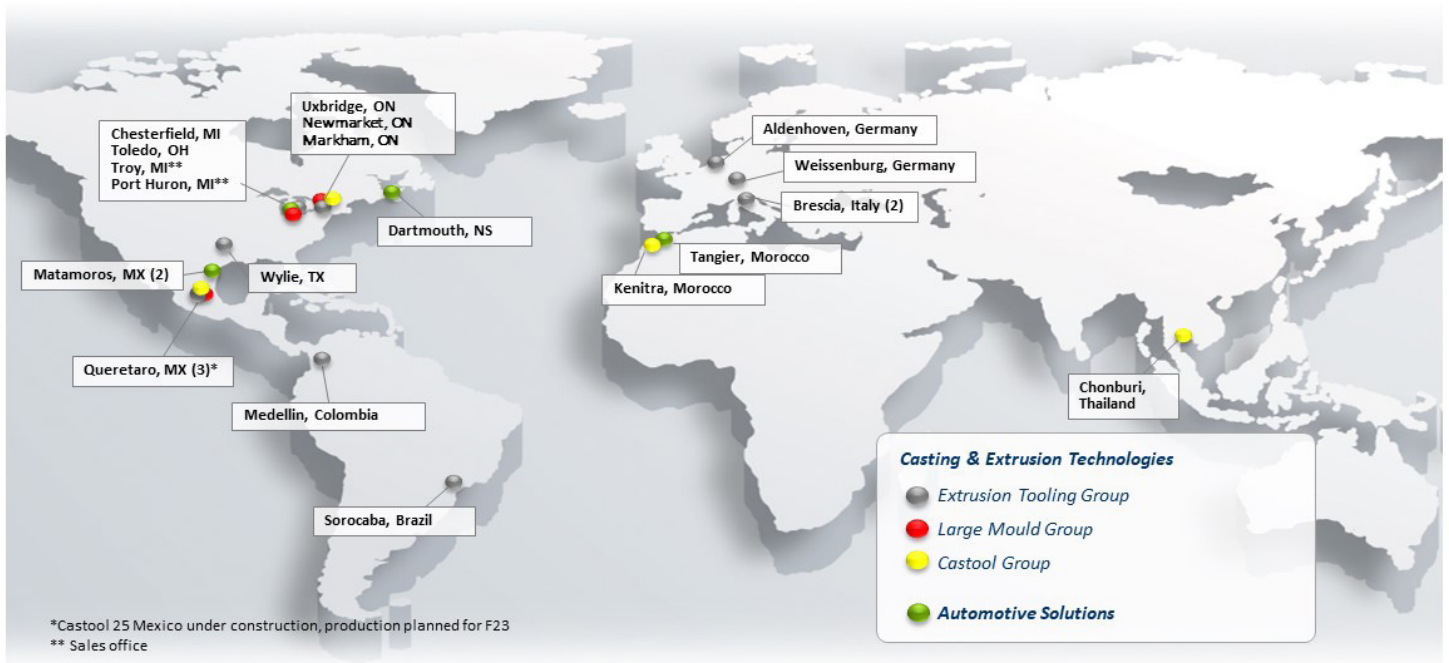 Uxbridge, ON
Newmarket, ON
Markham, ON
Chesterfield, MI
Toledo, OH
Troy, MI**
Port Huron, MI**
Aldenhoven, Germany
Weissenburg, Germany
Brescia, Italy (2)
Dartmouth, NS
Tangier, Morocco
Matamoros, MX (2)
Wylie, TX
Kenitra, Morocco
Queretaro, MX (3)*
Chonburi,
Thailand
Medellin, Colombia
Sorocaba, Brazil
Casting & Extrusion Technologies
Extrusion Tooling Group
Large Mould Group
Castool Group
Automotive Solutions
*Castool 25 Mexico under construction, production planned for F23
** Sales office